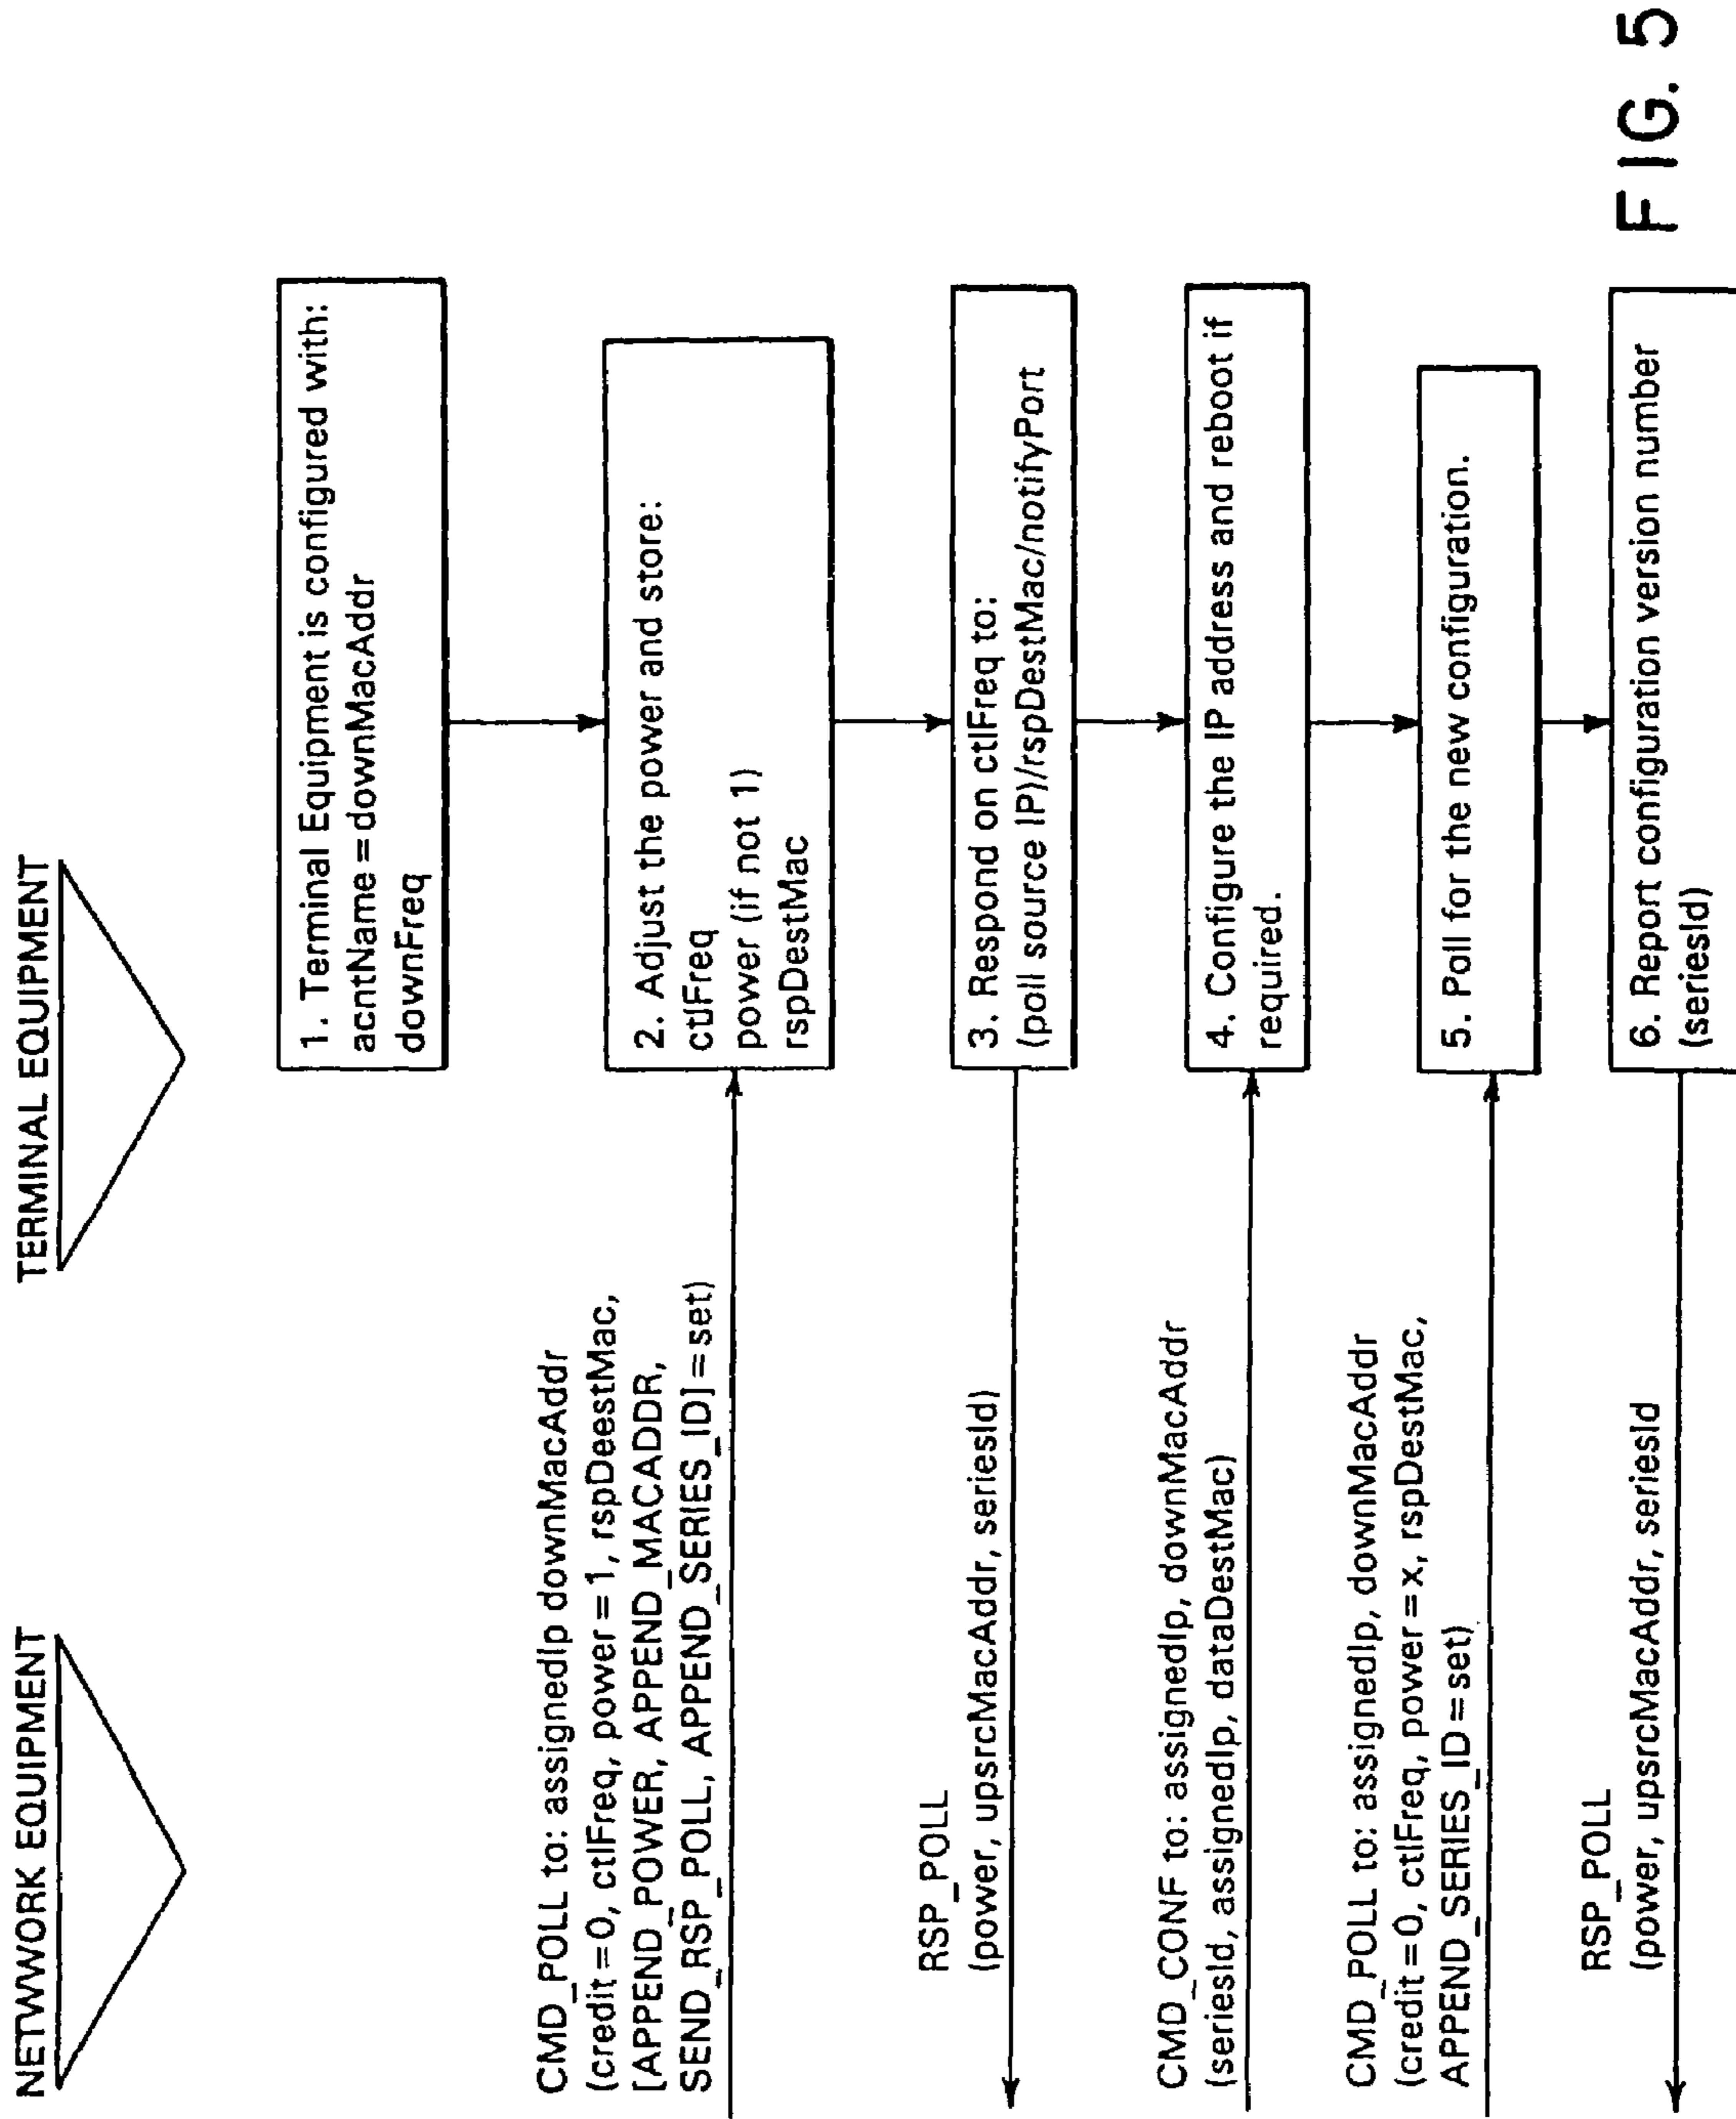 NETWWORK EQUIPMENT
TERMINAL EQUIPMENT
1. Terminal Equipment is configured with:
acntName = downMacAddr
downFreq
CMD_POLL to: assignedIp downMacAddr
(credit = 0, ctlFreq, power = 1, rspDeestMac,
[APPEND_POWER, APPEND_MACADDR,
SEND_RSP_POLL, APPEND_SERIES_ID] = set)
2. Adjust the power and store:
ctlFreq
power (if not 1)
rspDestMac
RSP_POLL
(power, upsrcMacAddr, seriesId)
3. Respond on ctlFreq to:
(poll source IP)/rspDestMac/notifyPort
CMD_CONF to: assignedIp, downMacAddr
(seriesId, assignedIp, dataDestMac)
4. Configure the IP address and reboot if
required.
CMD_POLL to: assignedIp, downMacAddr
(credit = 0, ctlFreq, power = x, rspDestMac,
APPEND_SERIES_ID = set)
5. Poll for the new configuration.
RSP_POLL
(power, upsrcMacAddr, seriesId
6. Report configuration version number
(seriesId)
FIG. 5